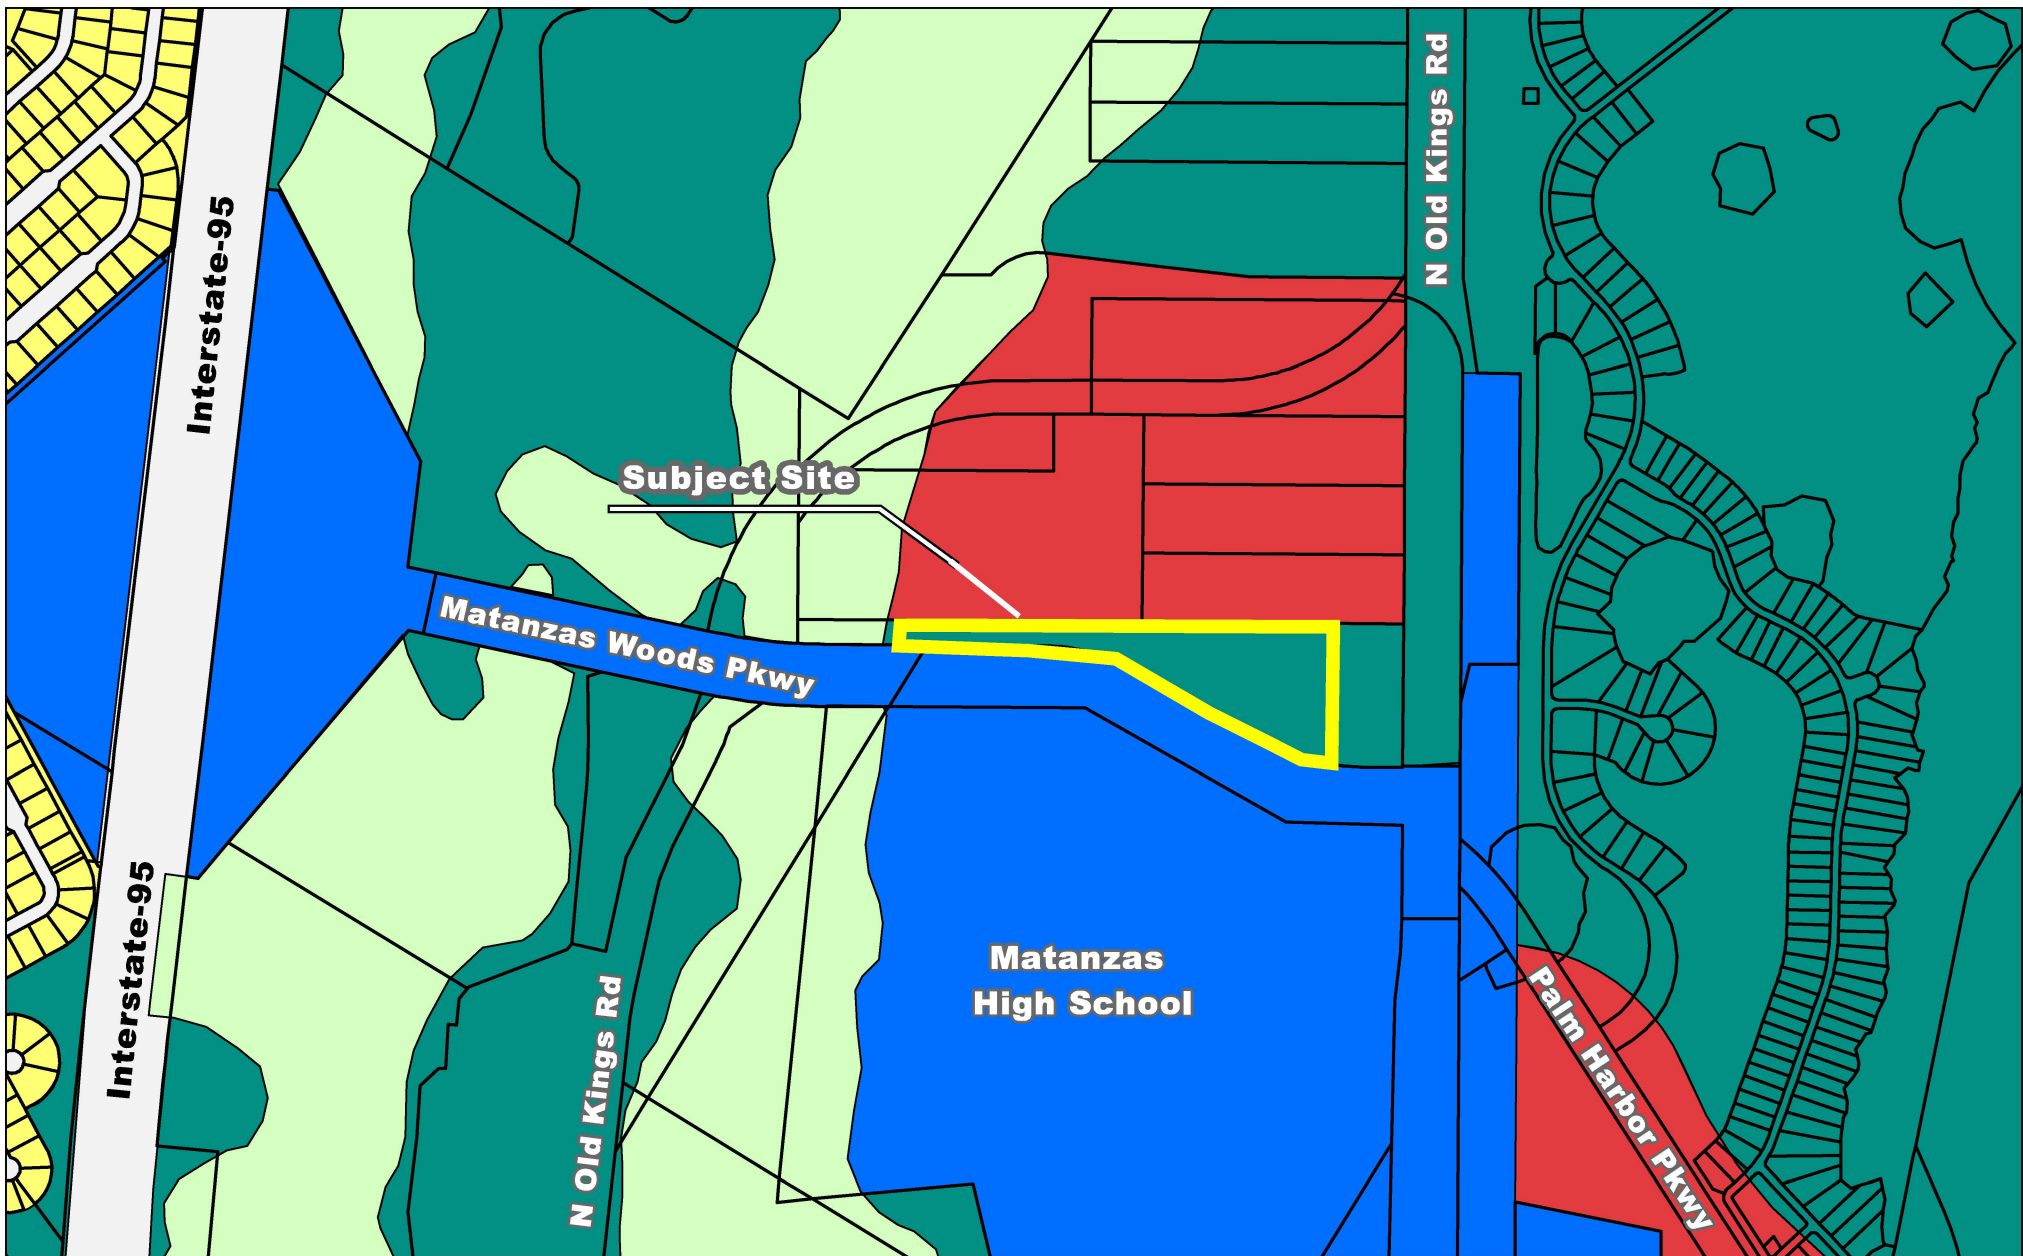 N Old Kings Rd
Interstate-95
Subject Site
Matanzas Woods Pkwy
Interstate-95
Matanzas
High School
N Old Kings Rd
Palm Harbor Pkwy